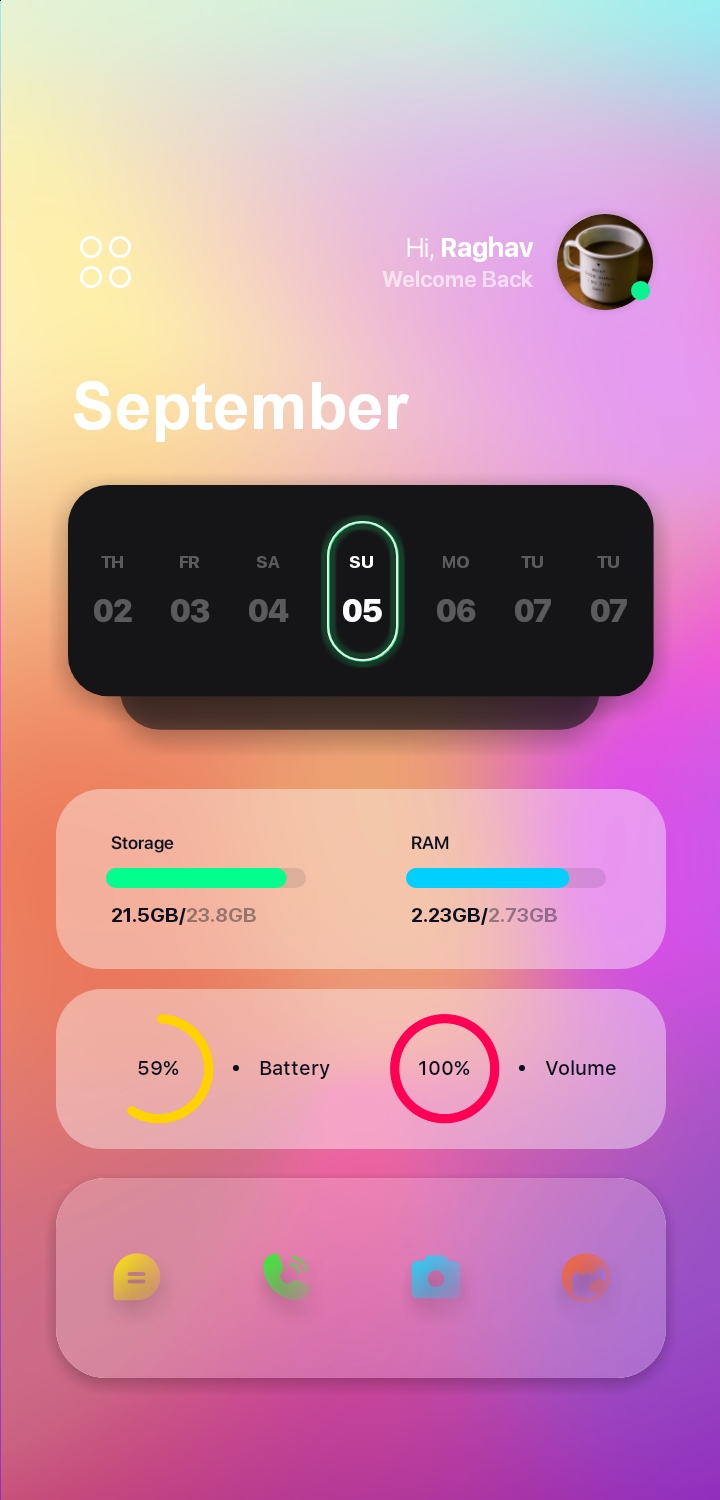 Hi, Raghav
Welcome Back
September
TH FR SA SU MO TU TU
02 03 04 05 06 07 07
Storage RAM
21.5GB/23.8GB 2.23GB/2.73GB
59% • Battery 100% • Volume